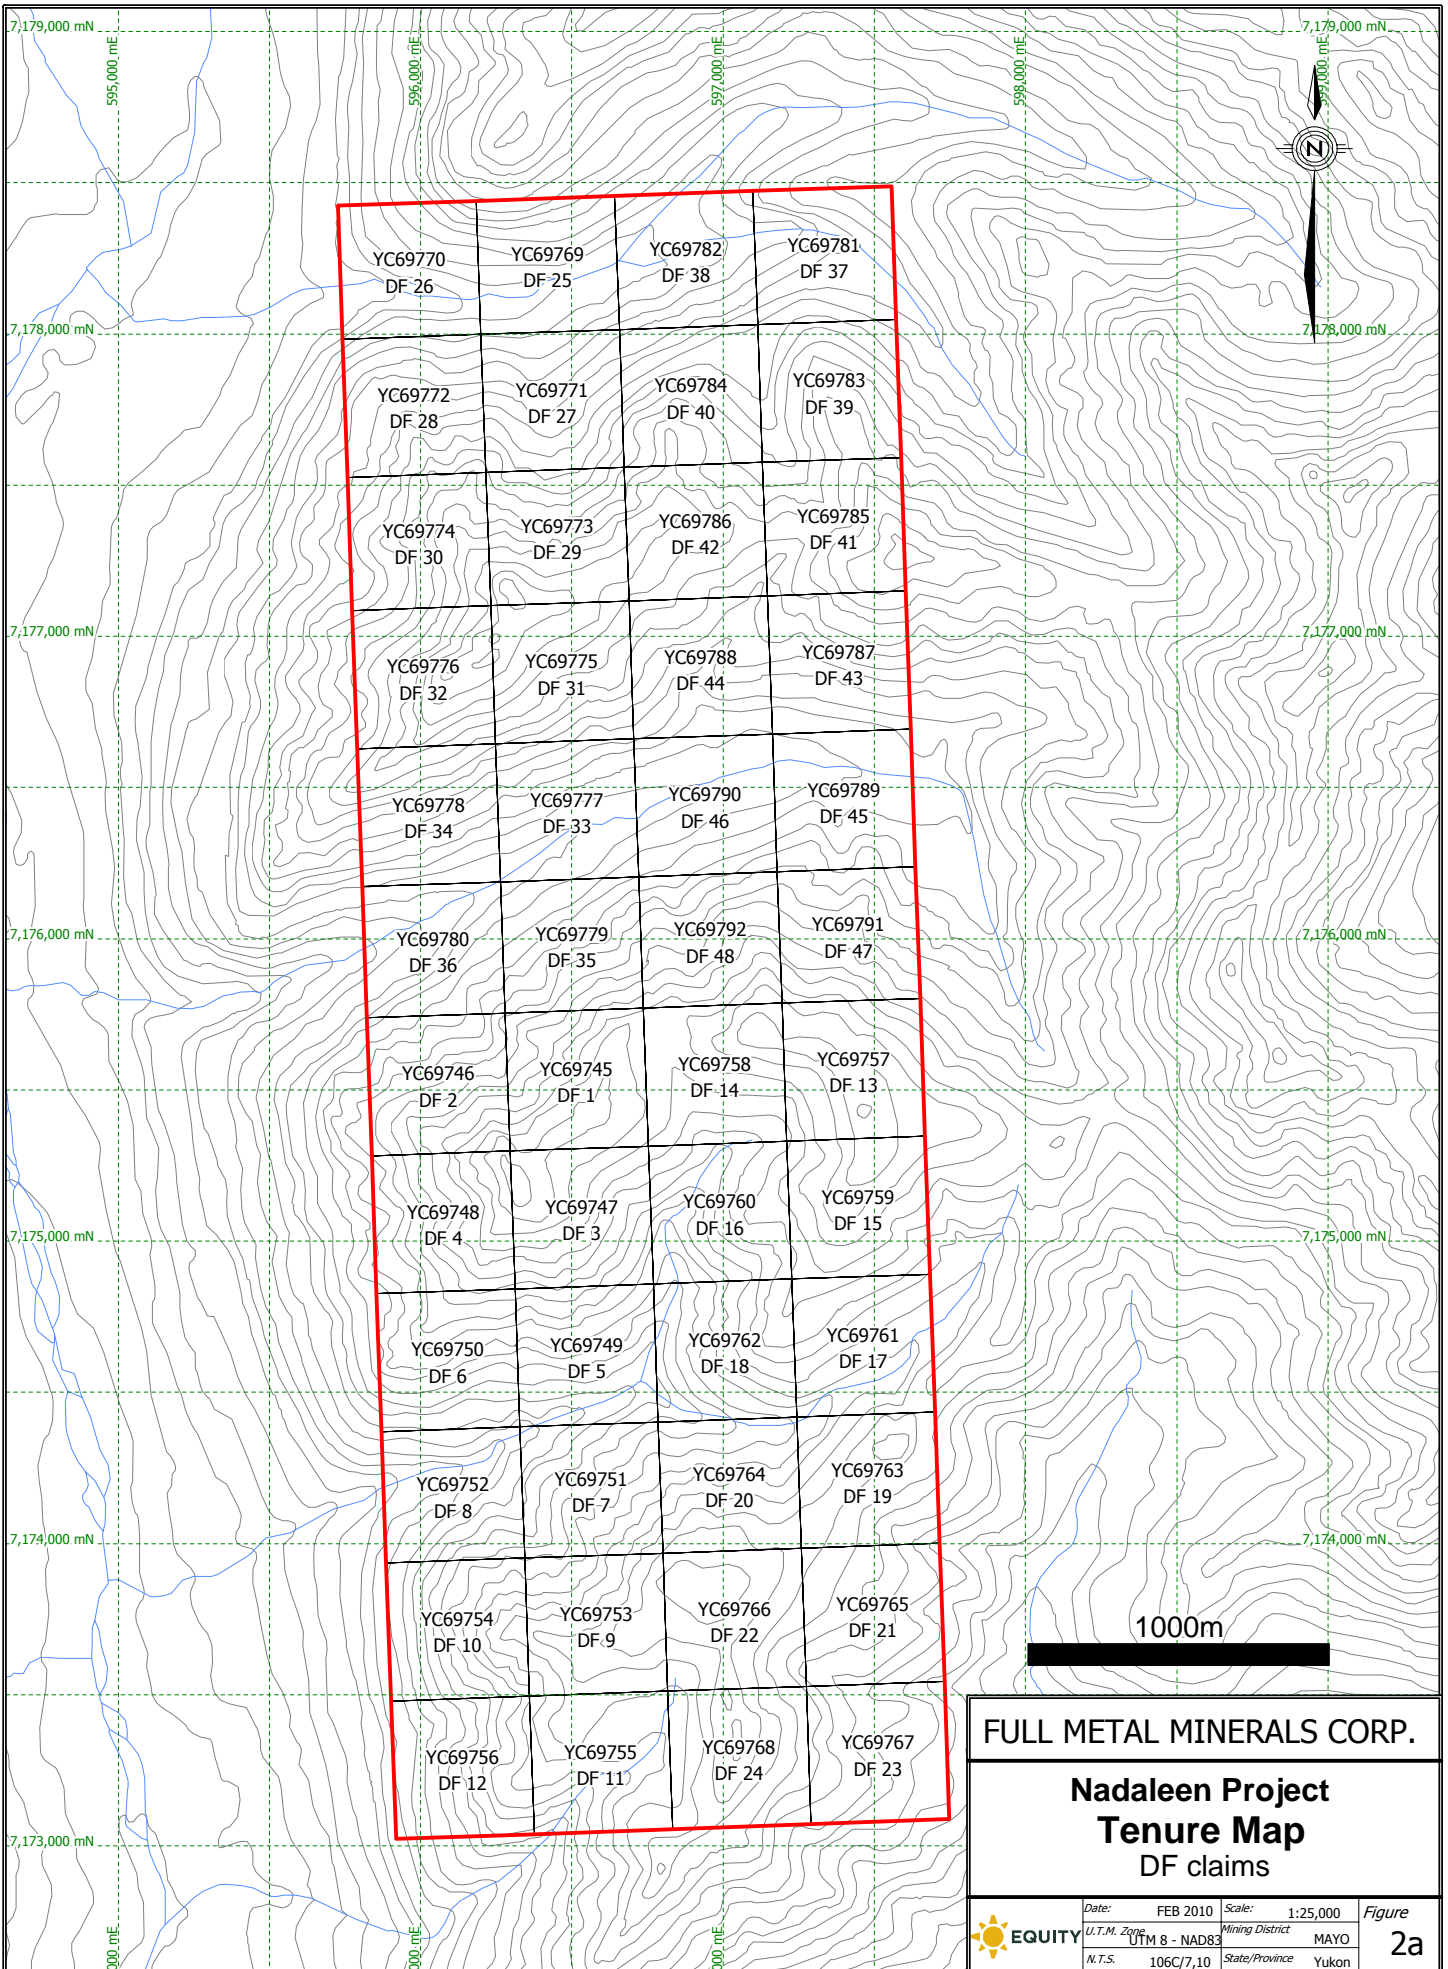 7,179,000 mN
7,179,000 mN
595,000 mE
596,000 mE
597,000 mE
598,000 mE
599,000 mE
N
YC69770
DF 26
YC69769
DF 25
YC69782
DF 38
YC69781
DF 37
7,178,000 mN
7,178,000 mN
YC69772
DF 28
YC69771
DF 27
YC69784
DF 40
YC69783
DF 39
YC69774
DF 30
YC69773
DF 29
YC69786
DF 42
YC69785
DF 41
7,177,000 mN
7,177,000 mN
YC69776
DF 32
YC69775
DF 31
YC69788
DF 44
YC69787
DF 43
YC69778
DF 34
YC69777
DF 33
YC69790
DF 46
YC69789
DF 45
7,176,000 mN
7,176,000 mN
YC69780
DF 36
YC69779
DF 35
YC69792
DF 48
YC69791
DF 47
YC69746
DF 2
YC69745
DF 1
YC69758
DF 14
YC69757
DF 13
YC69748
DF 4
YC69747
DF 3
YC69760
DF 16
YC69759
DF 15
7,175,000 mN
7,175,000 mN
YC69750
DF 6
YC69749
DF 5
YC69762
DF 18
YC69761
DF 17
YC69752
DF 8
YC69751
DF 7
YC69764
DF 20
YC69763
DF 19
7,174,000 mN
7,174,000 mN
YC69754
DF 10
YC69753
DF 9
YC69766
DF 22
YC69765
DF 21
1000m
YC69756
DF 12
YC69755
DF 11
YC69768
DF 24
YC69767
DF 23
7,173,000 mN
FULL METAL MINERALS CORP.
Nadaleen Project
Tenure Map
DF claims
EQUITY
Date: FEB 2010
Scale: 1:25,000
U.T.M. Zone UTM 8 - NAD83
Mining District MAYO
N.T.S. 106C/7,10
State/Province Yukon
Figure
2a